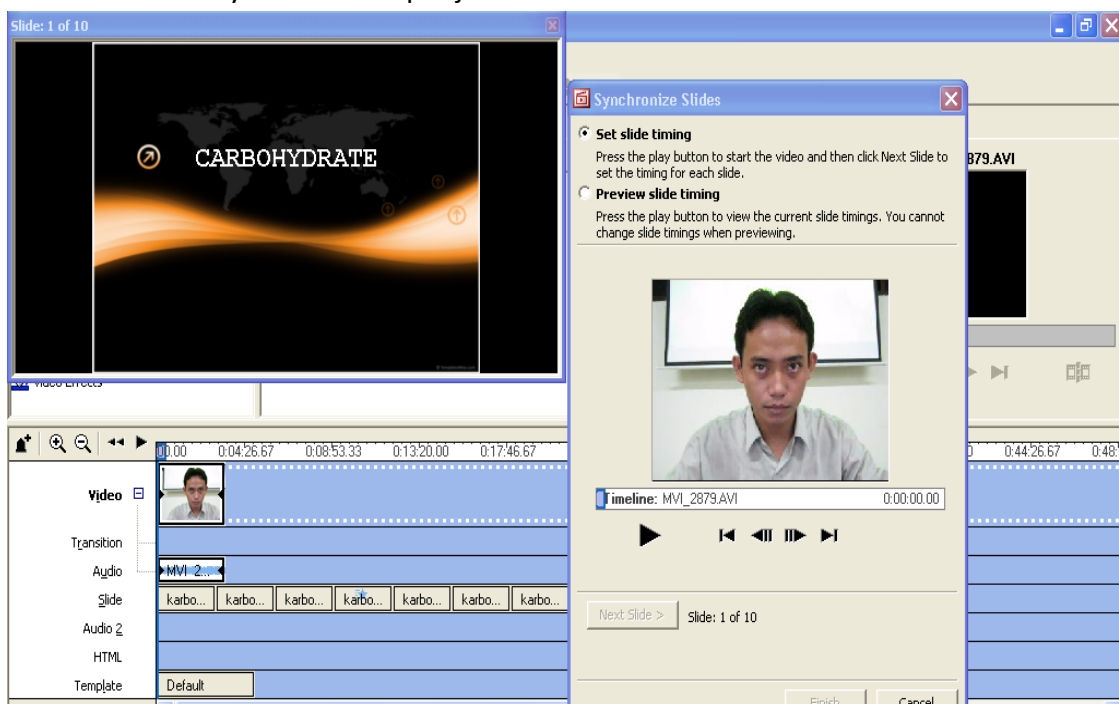 Slide: 1 of 10
CARBOHYDRATE
Synchronize Slides
Set slide timing
Press the play button to start the video and then click Next Slide to
set the timing for each slide.
Preview slide timing
Press the play button to view the current slide timings. You cannot
change slide timings when previewing.
879.AVI
Timeline: MVI_2879.AVI 0:00:00.00
Next Slide > Slide: 1 of 10
Finish Cancel
Video Effects
00.00 0:04:26.67 0:08:53.33 0:13:20.00 0:17:46.67 0:44:26.67 0:48:
Video
Transition
Audio MVI_2...
Slide karbo... karbo... karbo... karbo... karbo... karbo... karbo...
Audio 2
HTML
Template Default